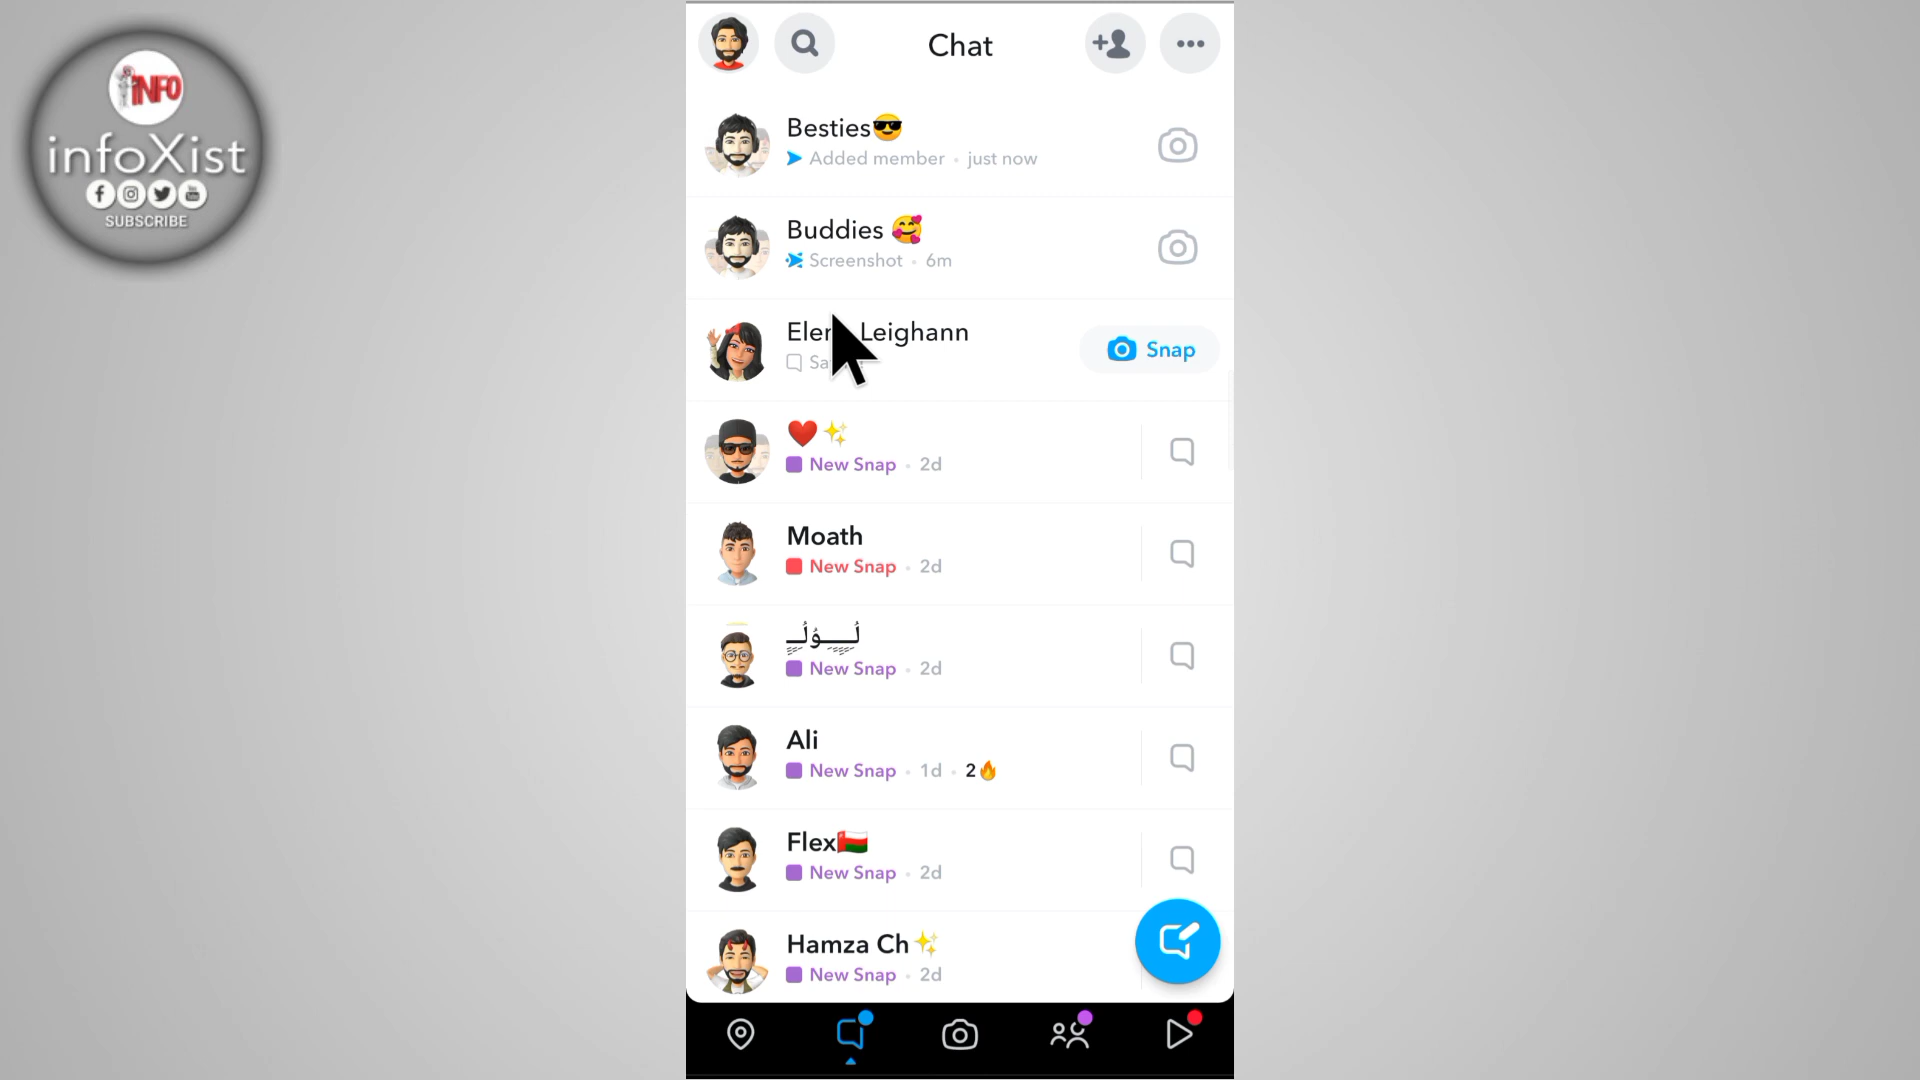 INFO
infoXist
SUBSCRIBE
Chat
Besties😎
Added member • just now
Buddies 🥰
Screenshot • 6m
Leighann
Snap
❤️✨
New Snap • 2d
Moath
New Snap • 2d
New Snap • 2d
Ali
New Snap • 1d • 2🔥
Flex🇴🇲
New Snap • 2d
Hamza Ch✨
New Snap • 2d